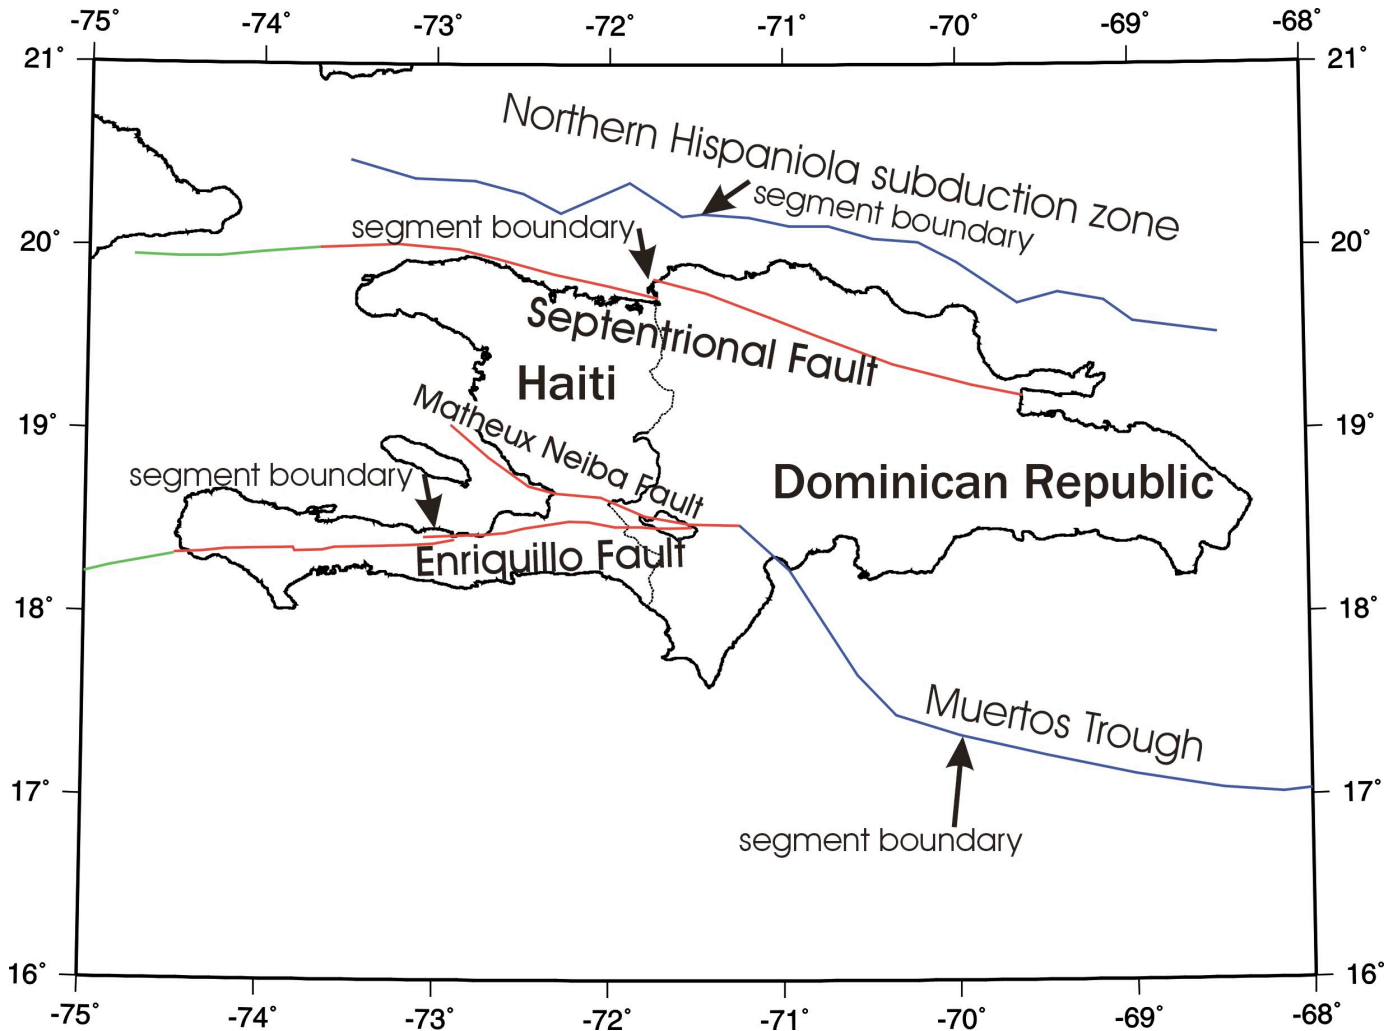 -75˚ -74˚ -73˚ -72˚ -71˚ -70˚ -69˚ -68˚
21˚ 21˚
Northern Hispaniola subduction zone
segment boundary
segment boundary
20˚ 20˚
Septentrional Fault
Haiti
Matheux Neiba Fault
19˚ 19˚
segment boundary
Dominican Republic
Enriquillo Fault
18˚ 18˚
Muertos Trough
17˚ 17˚
segment boundary
16˚ 16˚
-75˚ -74˚ -73˚ -72˚ -71˚ -70˚ -69˚ -68˚